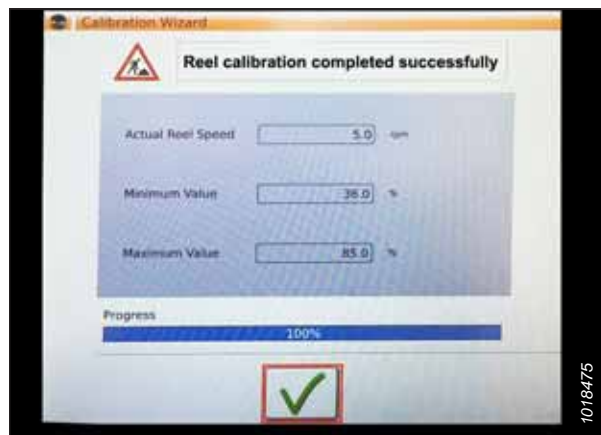 Calibration Wizard
Reel calibration completed successfully
Actual Reel Speed 5.0 rpm
Minimum Value 36.0 %
Maximum Value 85.0 %
Progress
100%
1018475